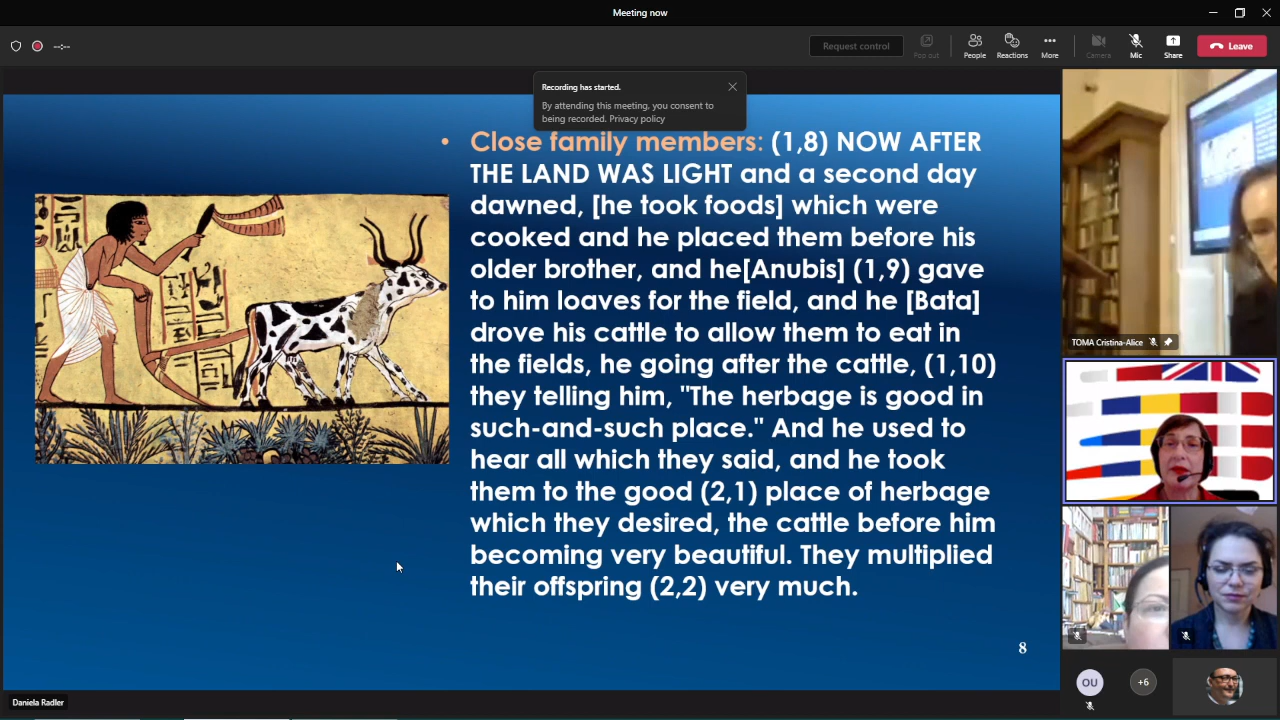 Meeting now
Request control
Pop out
People
Reactions
More
Camera
Mic
Share
Leave
Recording has started.
By attending this meeting, you consent to
being recorded. Privacy policy
• Close family members: (1,8) NOW AFTER
THE LAND WAS LIGHT and a second day
dawned, [he took foods] which were
cooked and he placed them before his
older brother, and he[Anubis] (1,9) gave
to him loaves for the field, and he [Bata]
drove his cattle to allow them to eat in
the fields, he going after the cattle, (1,10)
they telling him, "The herbage is good in
such-and-such place." And he used to
hear all which they said, and he took
them to the good (2,1) place of herbage
which they desired, the cattle before him
becoming very beautiful. They multiplied
their offspring (2,2) very much.
8
TOMA Cristina-Alice
OU
+6
Daniela Radler